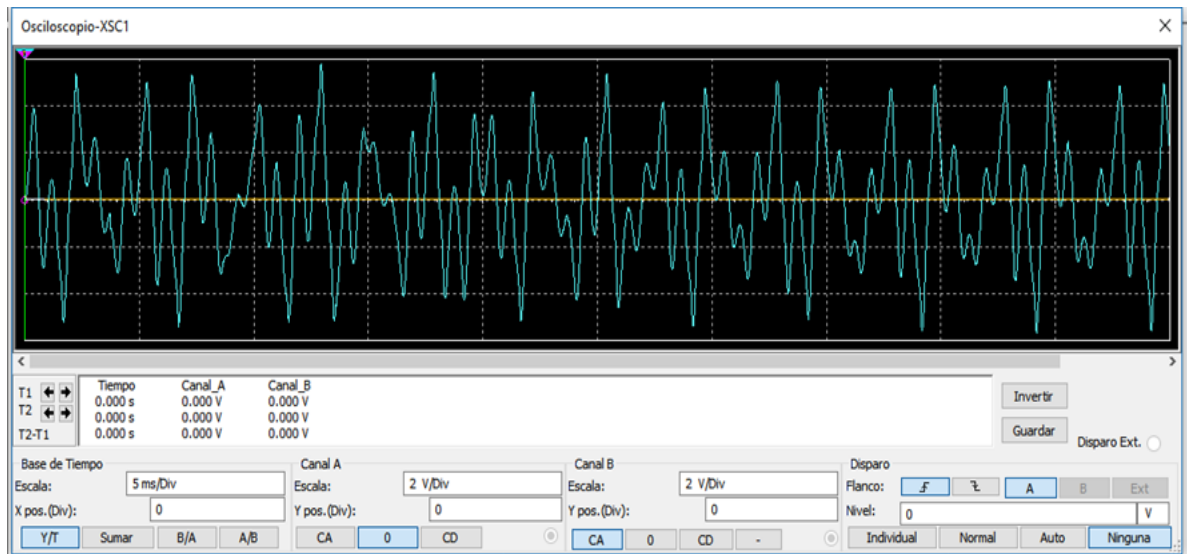 Osciloscopio-XSC1
T1
T2
T2-T1
Tiempo Canal_A Canal_B
0.000 s 0.000 V 0.000 V
0.000 s 0.000 V 0.000 V
0.000 s 0.000 V 0.000 V
Invertir
Guardar
Disparo Ext.
Base de Tiempo
Escala: 5 ms/Div
X pos.(Div): 0
Y/T Sumar B/A A/B
Canal A
Escala: 2 V/Div
Y pos.(Div): 0
CA 0 CD
Canal B
Escala: 2 V/Div
Y pos.(Div): 0
CA 0 CD -
Disparo
Flanco: A B Ext
Nivel: 0 V
Individual Normal Auto Ninguna